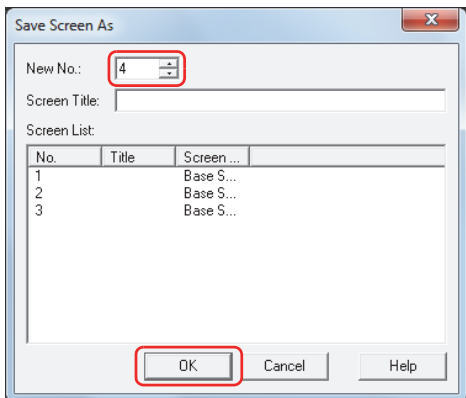 Save Screen As
New No.: 4
Screen Title:
Screen List:
No. Title Screen ...
1 Base S...
2 Base S...
3 Base S...
OK Cancel Help